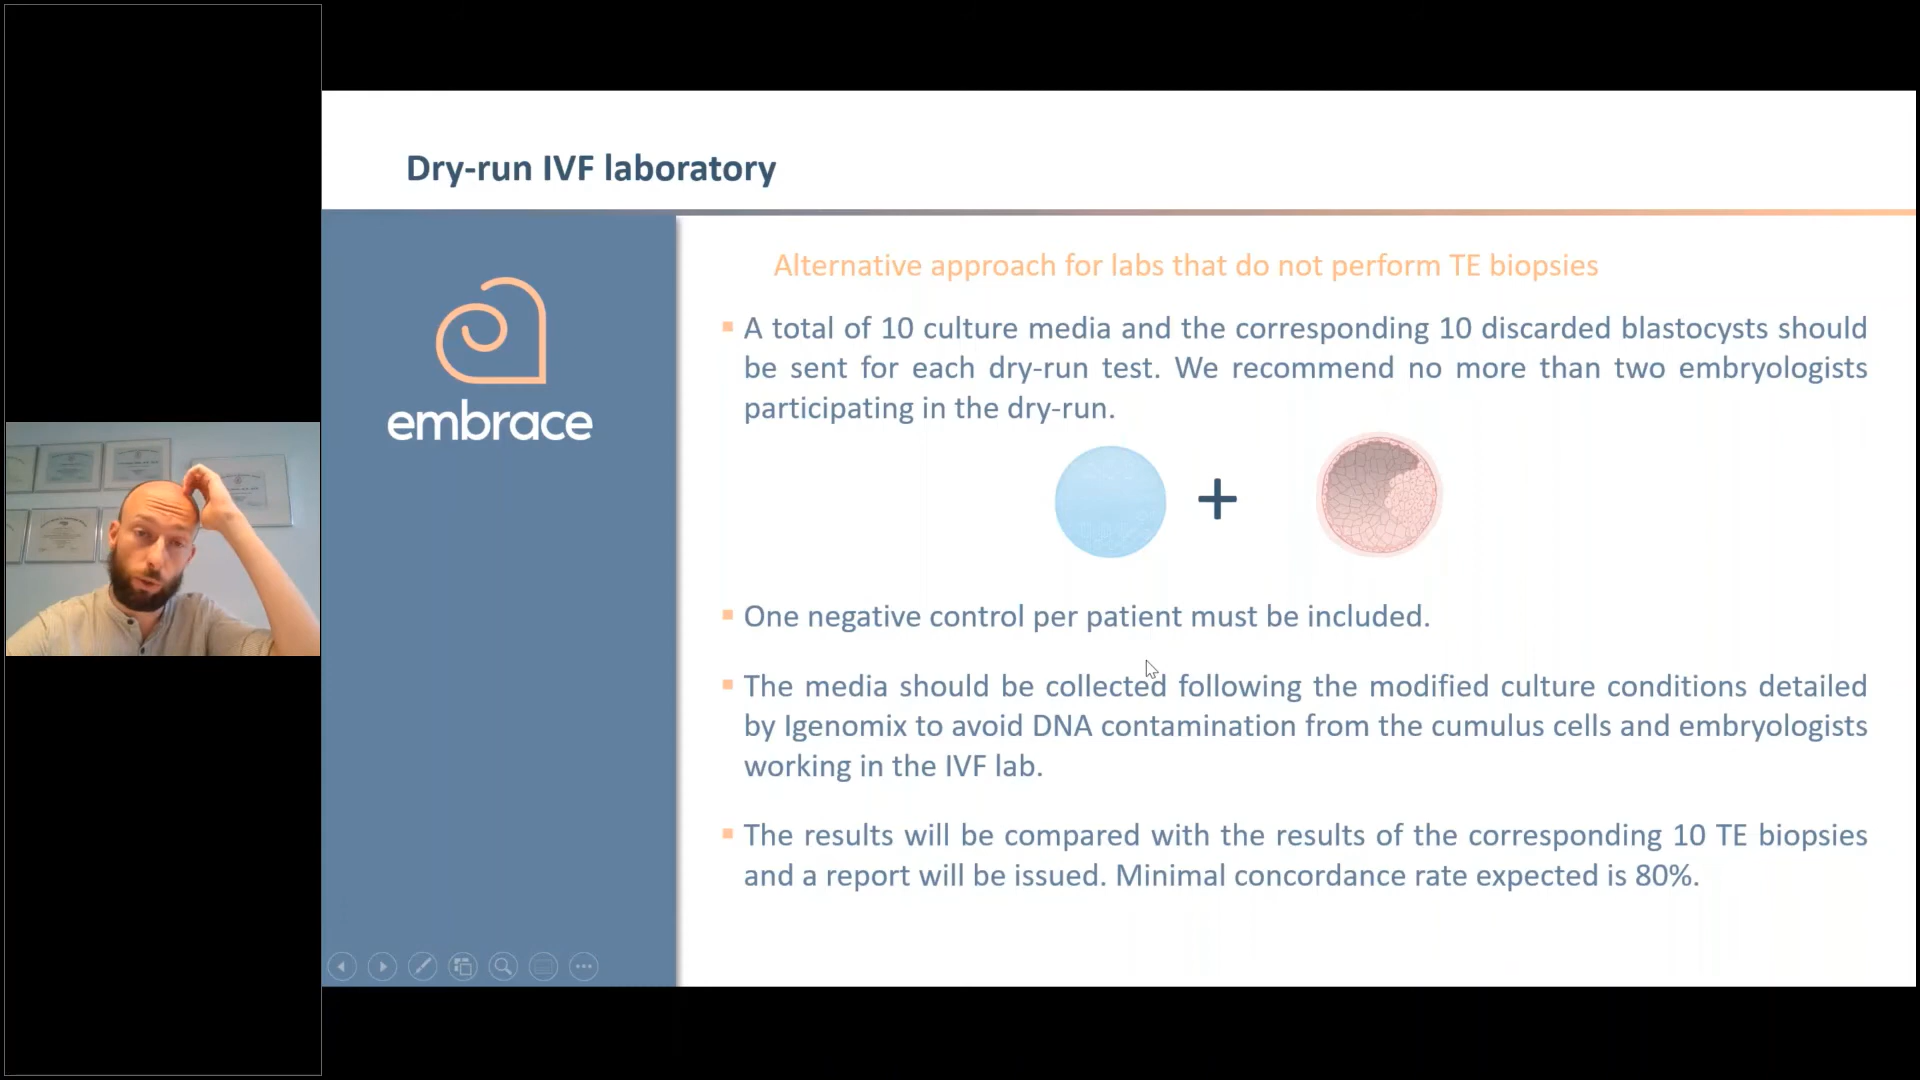 Dry-run IVF laboratory
embrace
Alternative approach for labs that do not perform TE biopsies
A total of 10 culture media and the corresponding 10 discarded blastocysts should
be sent for each dry-run test. We recommend no more than two embryologists
participating in the dry-run.
+
One negative control per patient must be included.
The media should be collected following the modified culture conditions detailed
by Igenomix to avoid DNA contamination from the cumulus cells and embryologists
working in the IVF lab.
The results will be compared with the results of the corresponding 10 TE biopsies
and a report will be issued. Minimal concordance rate expected is 80%.